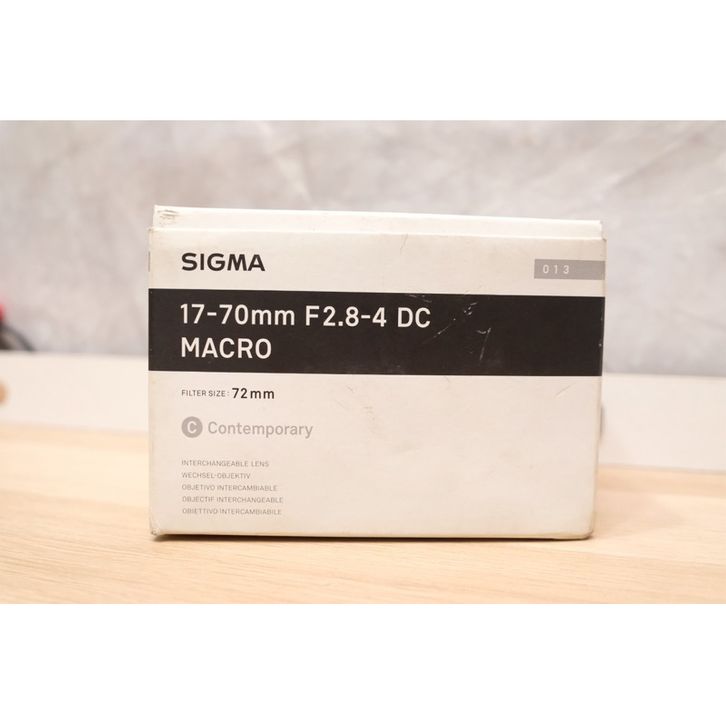 SIGMA
013
17-70mm F2.8-4 DC
MACRO
FILTER SIZE: 72mm
C Contemporary
INTERCHANGEABLE LENS
WECHSEL-OBJEKTIV
OBJETIVO INTERCAMBIABLE
OBJECTIF INTERCHANGEABLE
OBIETTIVO INTERCAMBIABILE